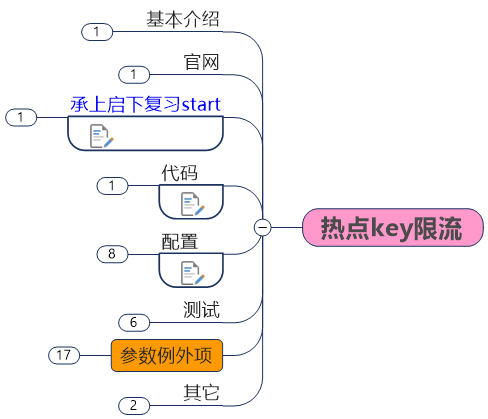 基本介绍
1
官网
1
承上启下复习start
1
代码
1
配置
8
热点key限流
测试
6
参数例外项
17
其它
2